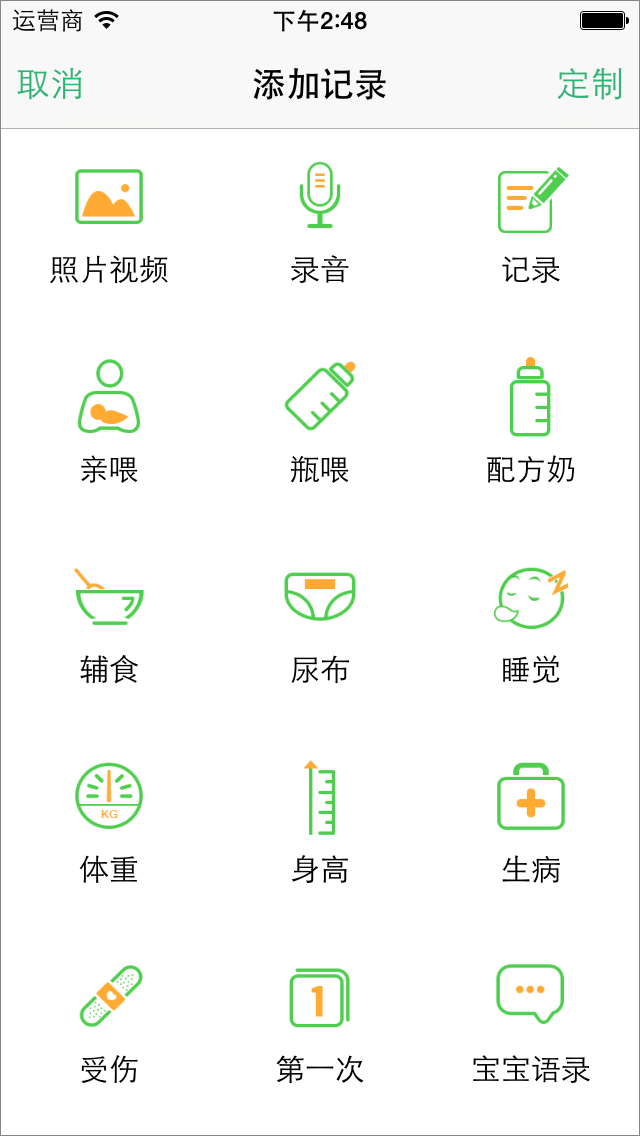 运营商 下午2:48
取消 添加记录 定制
照片视频 录音 记录
亲喂 瓶喂 配方奶
辅食 尿布 睡觉
KG
体重 身高 生病
1
受伤 第一次 宝宝语录